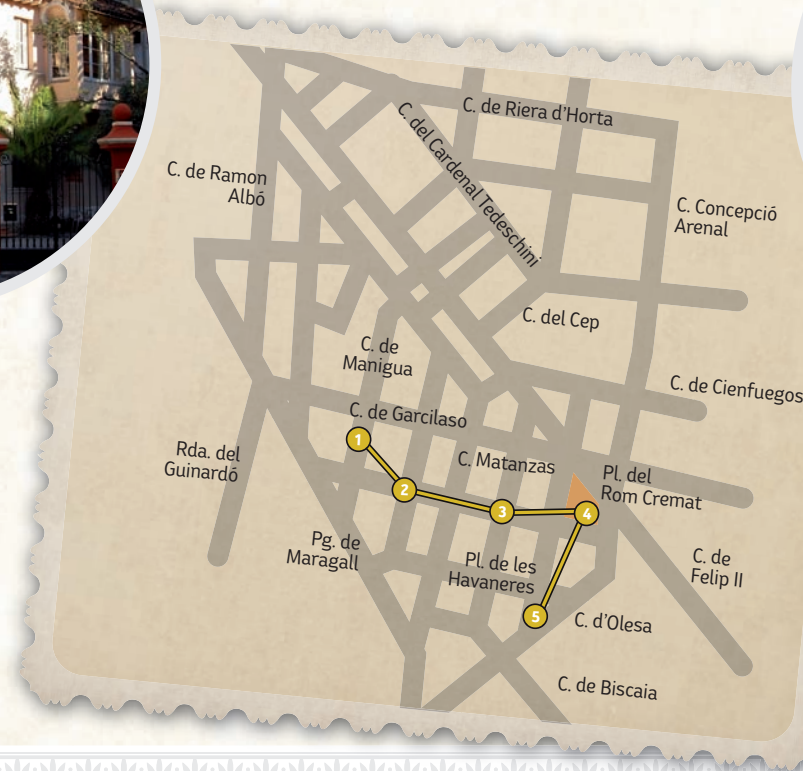 C. de Riera d'Horta
C. del Cardenal Tedeschini
C. de Ramon
Albó
C. Concepció
Arenal
C. del Cep
C. de
Manigua
C. de Cienfuegos
C. de Garcilaso
1
Rda. del
Guinardó
C. Matanzas
Pl. del
Rom Cremat
2
3
4
Pg. de
Maragall
Pl. de les
Havaneres
C. de
Felip II
5
C. d'Olesa
C. de Biscaia